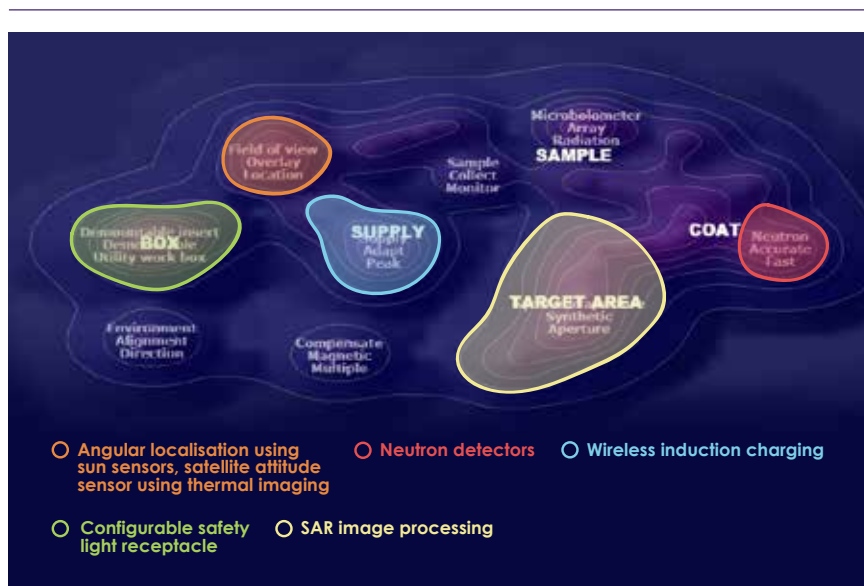 Microbolometer
Array
Radiation
SAMPLE
Field of view
Overlay
Location
Sample
Collect
Monitor
Demountable insert
BOX
Utility work box
SUPPLY
Adapt
Peak
COAT
Neutron
Accurate
Fast
TARGET AREA
Synthetic
Aperture
Environment
Alignment
Direction
Compensate
Magnetic
Multiple
Angular localisation using
sun sensors, satellite attitude
sensor using thermal imaging
Neutron detectors
Wireless induction charging
Configurable safety
light receptacle
SAR image processing